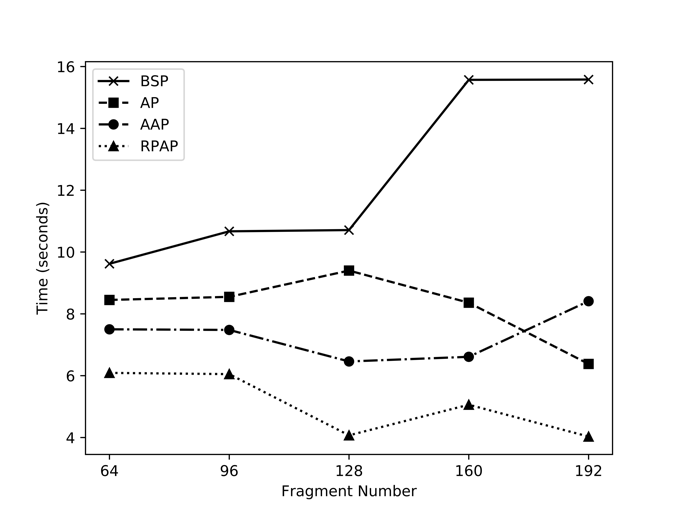 16
14
12
10
8
6
4
Time (seconds)
BSP
AP
AAP
RPAP
64 96 128 160 192
Fragment Number